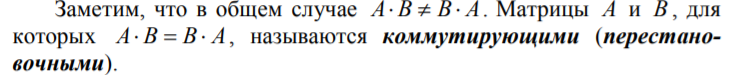 Заметим, что в общем случае A · B ≠ B · A. Матрицы A и B, для
которых A · B = B · A, называются коммутирующими (перестано-
вочными).